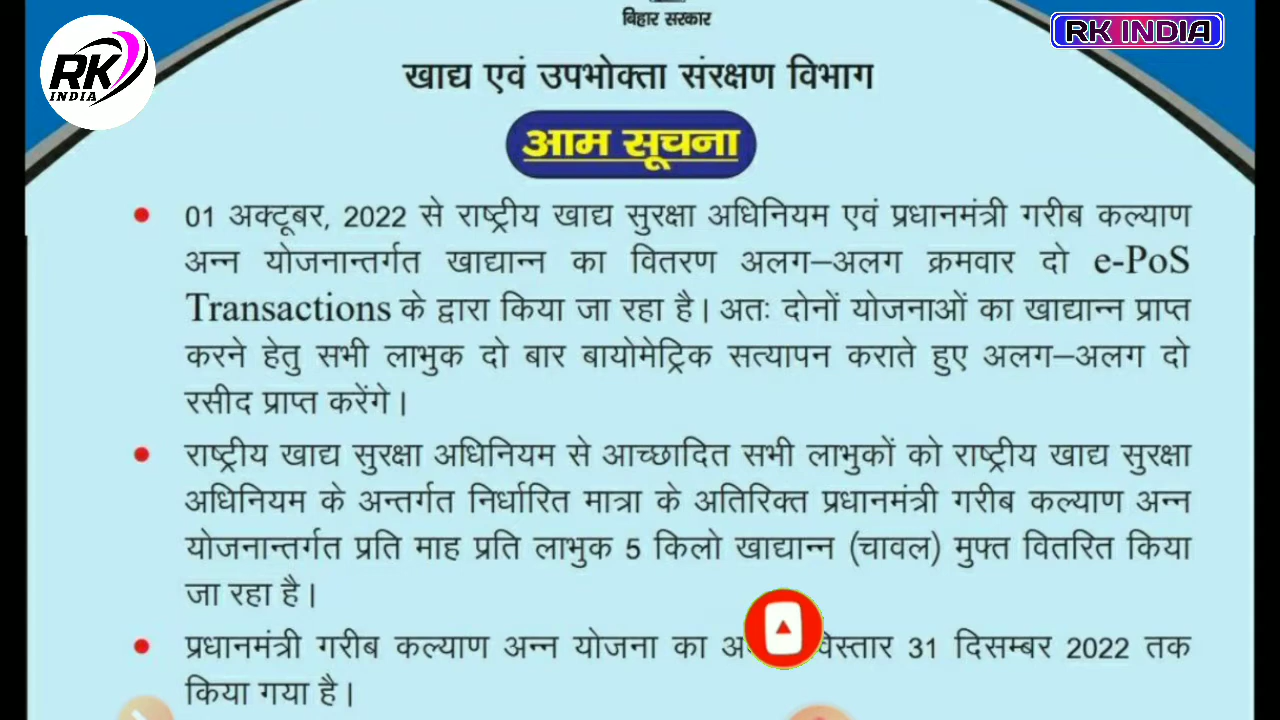 बिहार सरकार
RK INDIA
RK
INDIA
खाद्य एवं उपभोक्ता संरक्षण विभाग
आम सूचना
01 अक्टूबर, 2022 से राष्ट्रीय खाद्य सुरक्षा अधिनियम एवं प्रधानमंत्री गरीब कल्याण
अन्न योजनान्तर्गत खाद्यान्न का वितरण अलग–अलग क्रमवार दो e-PoS
Transactions के द्वारा किया जा रहा है। अतः दोनों योजनाओं का खाद्यान्न प्राप्त
करने हेतु सभी लाभुक दो बार बायोमेट्रिक सत्यापन कराते हुए अलग–अलग दो
रसीद प्राप्त करेंगे।
राष्ट्रीय खाद्य सुरक्षा अधिनियम से आच्छादित सभी लाभुकों को राष्ट्रीय खाद्य सुरक्षा
अधिनियम के अन्तर्गत निर्धारित मात्रा के अतिरिक्त प्रधानमंत्री गरीब कल्याण अन्न
योजनान्तर्गत प्रति माह प्रति लाभुक 5 किलो खाद्यान्न (चावल) मुफ्त वितरित किया
जा रहा है।
प्रधानमंत्री गरीब कल्याण अन्न योजना का विस्तार 31 दिसम्बर 2022 तक
किया गया है।